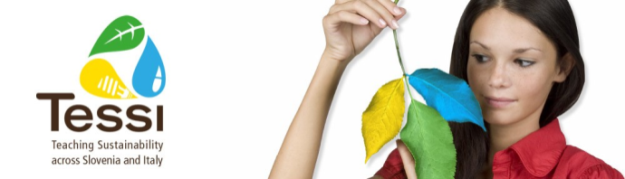 Tessi
Teaching Sustainability
across Slovenia and Italy